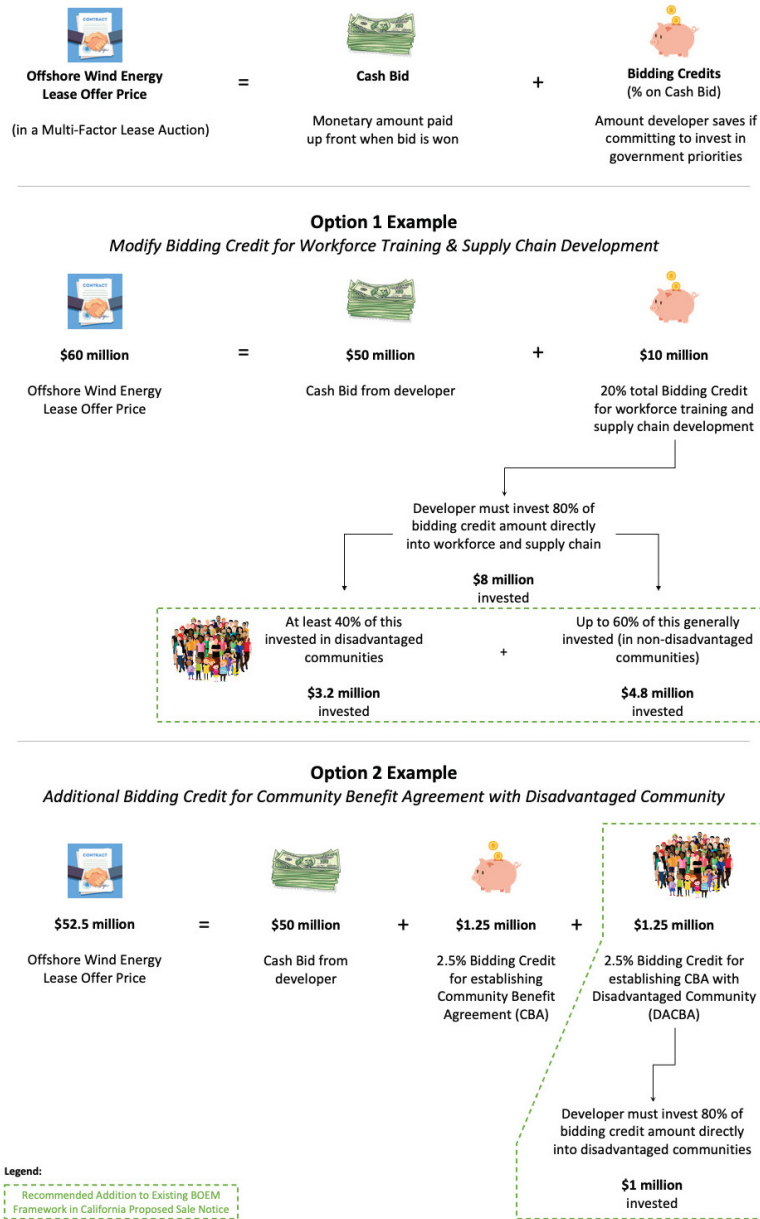 Offshore Wind Energy
Lease Offer Price
(in a Multi-Factor Lease Auction)
=
Cash Bid
Monetary amount paid
up front when bid is won
+
Bidding Credits
(% on Cash Bid)
Amount developer saves if
committing to invest in
government priorities
Option 1 Example
Modify Bidding Credit for Workforce Training & Supply Chain Development
CONTRACT
$60 million
Offshore Wind Energy
Lease Offer Price
=
$50 million
Cash Bid from developer
+
$10 million
20% total Bidding Credit
for workforce training and
supply chain development
Developer must invest 80% of
bidding credit amount directly
into workforce and supply chain
$8 million
invested
At least 40% of this
invested in disadvantaged
communities
$3.2 million
invested
+
Up to 60% of this generally
invested (in non-disadvantaged
communities)
$4.8 million
invested
Option 2 Example
Additional Bidding Credit for Community Benefit Agreement with Disadvantaged Community
CONTRACT
$52.5 million
Offshore Wind Energy
Lease Offer Price
=
$50 million
Cash Bid from
developer
+
$1.25 million
2.5% Bidding Credit
for establishing
Community Benefit
Agreement (CBA)
+
$1.25 million
2.5% Bidding Credit for
establishing CBA with
Disadvantaged Community
(DACBA)
Developer must invest 80% of
bidding credit amount directly
into disadvantaged communities
$1 million
invested
Legend:
Recommended Addition to Existing BOEM
Framework in California Proposed Sale Notice